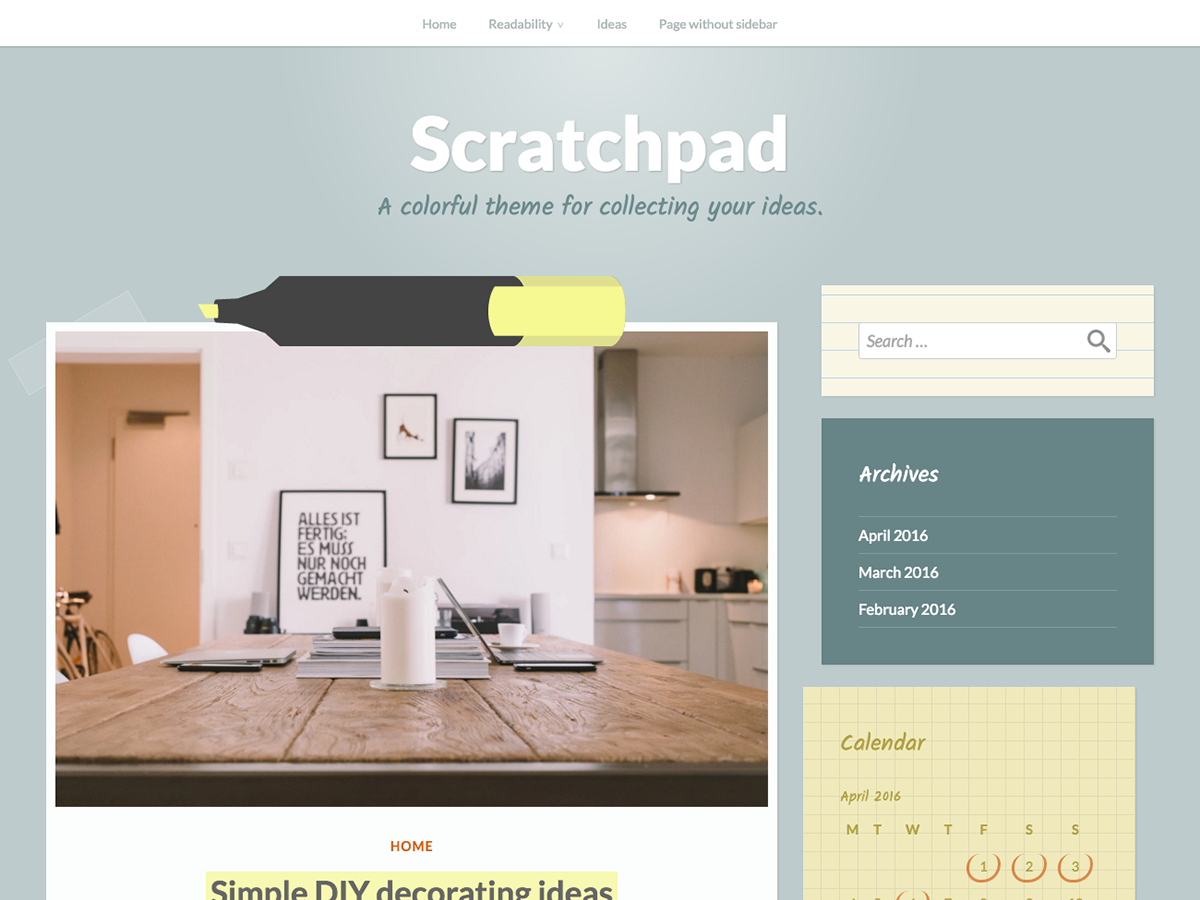 Home
Readability v
Ideas
Page without sidebar
Scratchpad
A colorful theme for collecting your ideas.
Search ...
Archives
April 2016
March 2016
February 2016
ALLES IST
FERTIG;
ES MUSS
NUR NOCH
GEMACHT
WERDEN.
HOME
Simple DIY decorating ideas
Calendar
April 2016
M T W T F S S
1 2 3